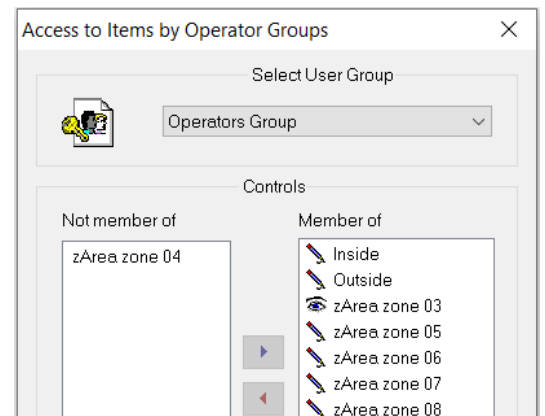 Access to Items by Operator Groups
Select User Group
Operators Group
Controls
Not member of
Member of
zArea zone 04
Inside
Outside
zArea zone 03
zArea zone 05
zArea zone 06
zArea zone 07
zArea zone 08